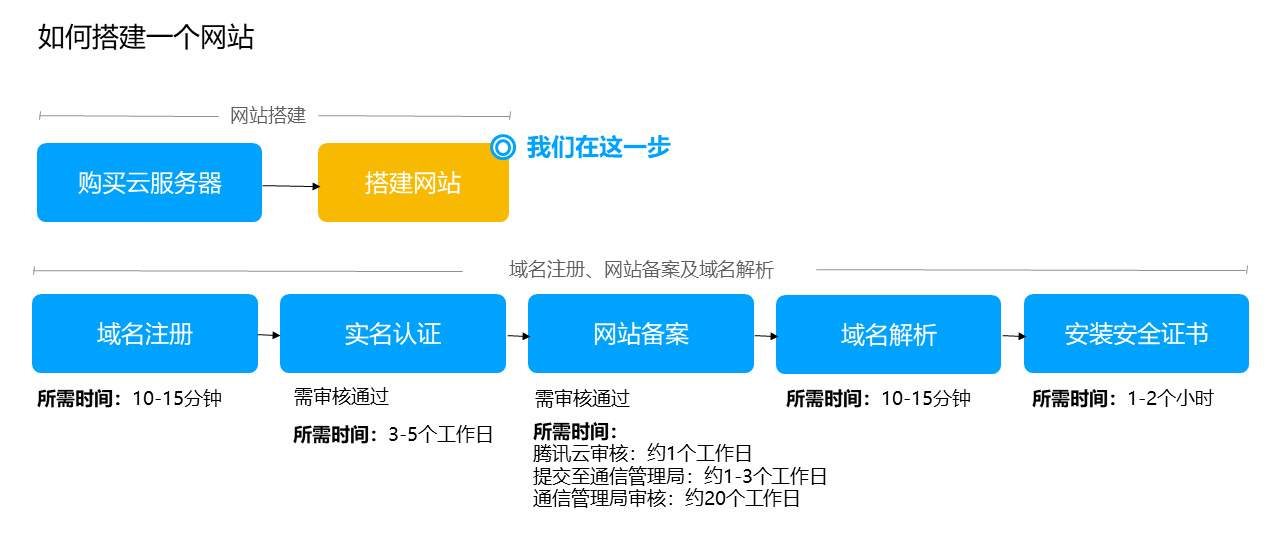 如何搭建一个网站
网站搭建
我们在这一步
购买云服务器
搭建网站
域名注册、网站备案及域名解析
域名注册
实名认证
网站备案
域名解析
安装安全证书
所需时间：10-15分钟
需审核通过
所需时间：3-5个工作日
需审核通过
所需时间：
腾讯云审核：约1个工作日
提交至通信管理局：约1-3个工作日
通信管理局审核：约20个工作日
所需时间：10-15分钟
所需时间：1-2个小时